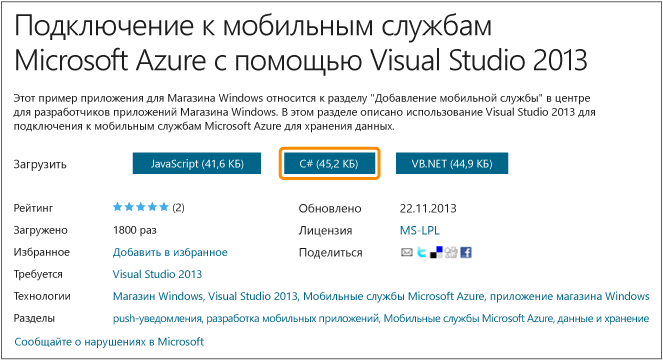 Подключение к мобильным службам
Microsoft Azure с помощью Visual Studio 2013
Этот пример приложения для Магазина Windows относится к разделу "Добавление мобильной службы" в центре
для разработчиков приложений Магазина Windows. В этом разделе описано использование Visual Studio 2013 для
подключения к мобильным службам Microsoft Azure для хранения данных.
Загрузить JavaScript (41,6 КБ) C# (45,2 КБ) VB.NET (44,9 КБ)
Рейтинг (2) Обновлено 22.11.2013
Загружено 1800 раз Лицензия MS-LPL
Избранное Добавить в избранное Поделиться
Требуется Visual Studio 2013
Технологии Магазин Windows, Visual Studio 2013, Мобильные службы Microsoft Azure, приложение магазина Windows
Разделы push-уведомления, разработка мобильных приложений, Мобильные службы Microsoft Azure, данные и хранение
Сообщайте о нарушениях в Microsoft